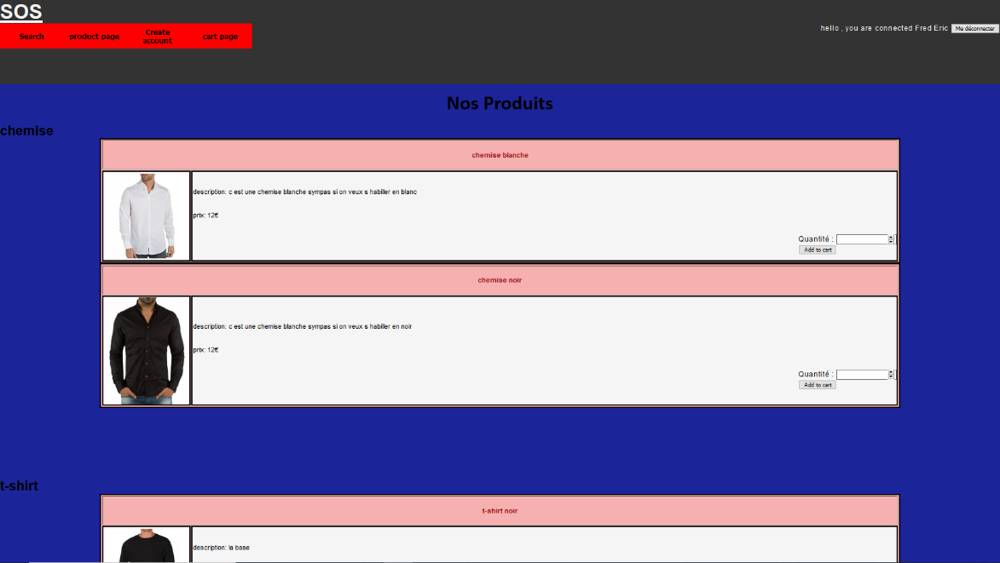 SOS
Search product page Create account cart page
hello , you are connected Fred Eric Me déconnecter
Nos Produits
chemise
chemise blanche
description: c est une chemise blanche sympas si on veux s habiller en blanc
prix: 12€
Quantité :
Add to cart
chemise noir
description: c est une chemise blanche sympas si on veux s habiller en noir
prix: 12€
Quantité :
Add to cart
t-shirt
t-shirt noir
description: la base